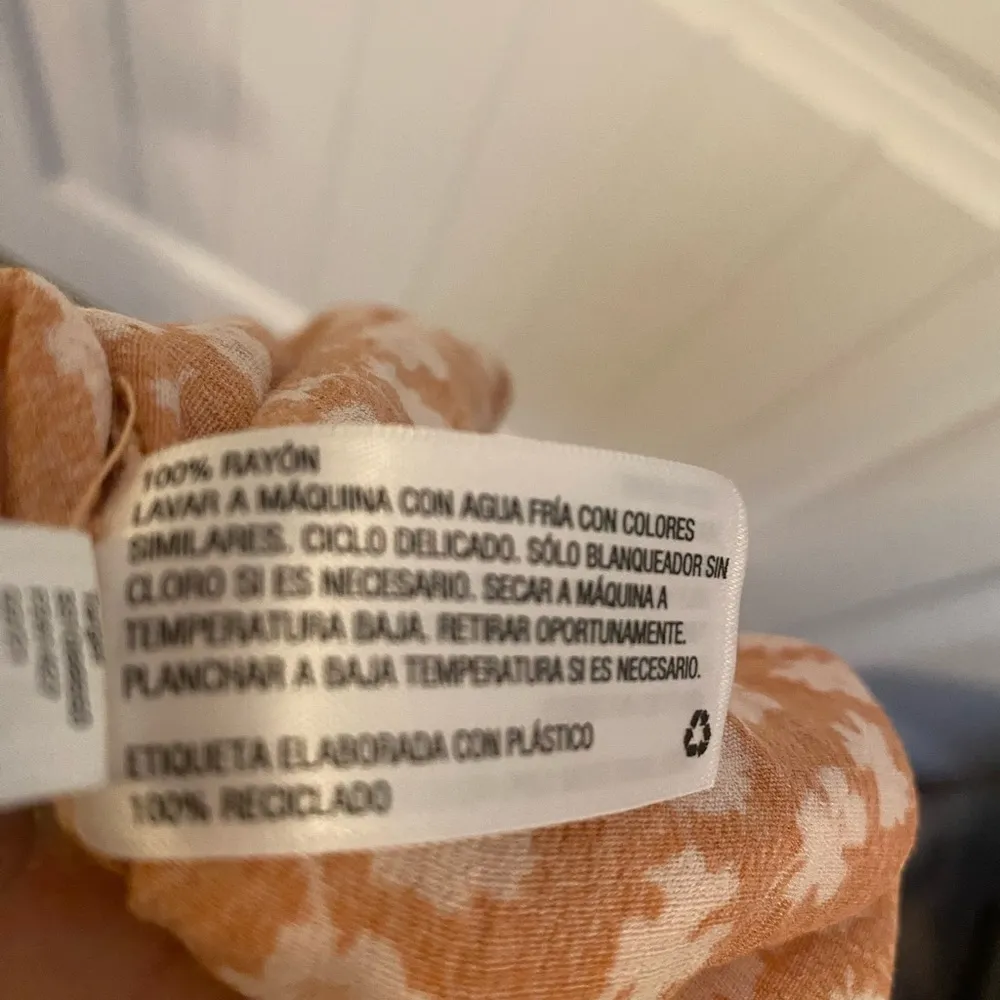 100% RAYÓN
LAVAR A MÁQUINA CON AGUA FRÍA CON COLORES
SIMILARES. CICLO DELICADO. SÓLO BLANQUEADOR SIN
CLORO SI ES NECESARIO. SECAR A MÁQUINA A
TEMPERATURA BAJA. RETIRAR OPORTUNAMENTE.
PLANCHAR A BAJA TEMPERATURA SI ES NECESARIO.
ETIQUETA ELABORADA CON PLÁSTICO
100% RECICLADO